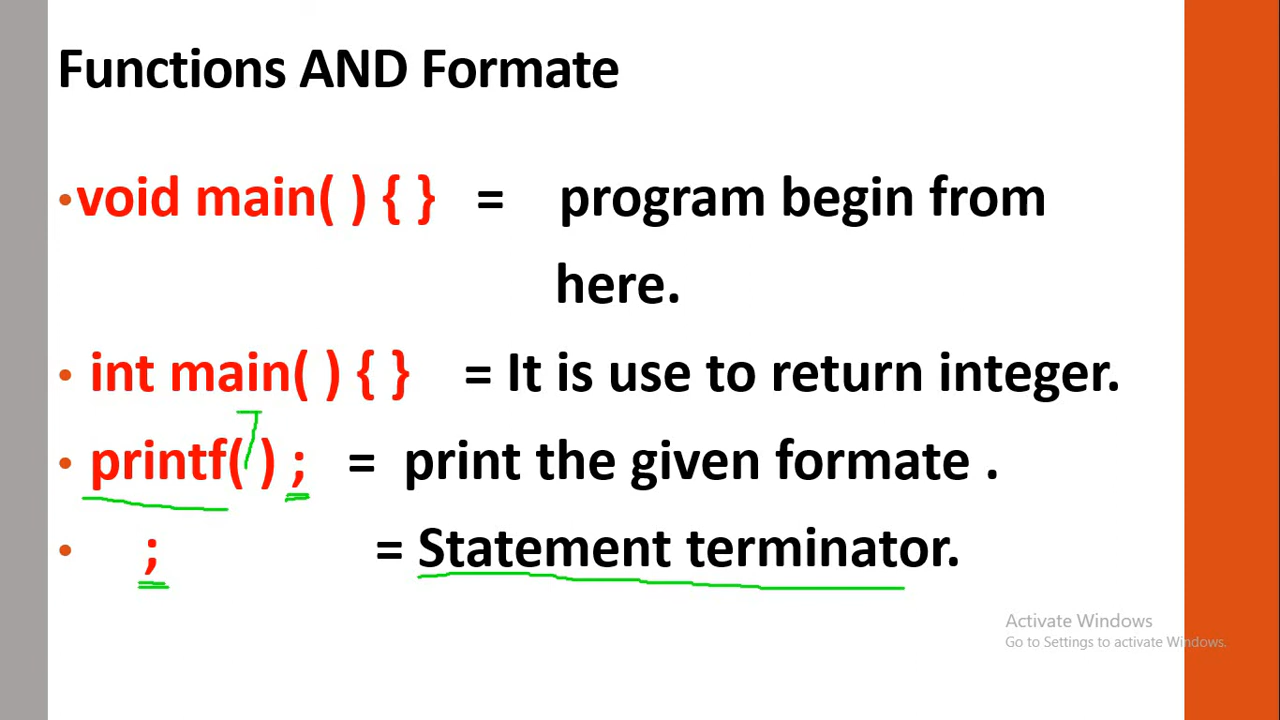 Functions AND Formate
•void main( ) { } = program begin from
here.
• int main( ) { } = It is use to return integer.
• printf( ) ; = print the given formate .
• ; = Statement terminator.
Activate Windows
Go to Settings to activate Windows.